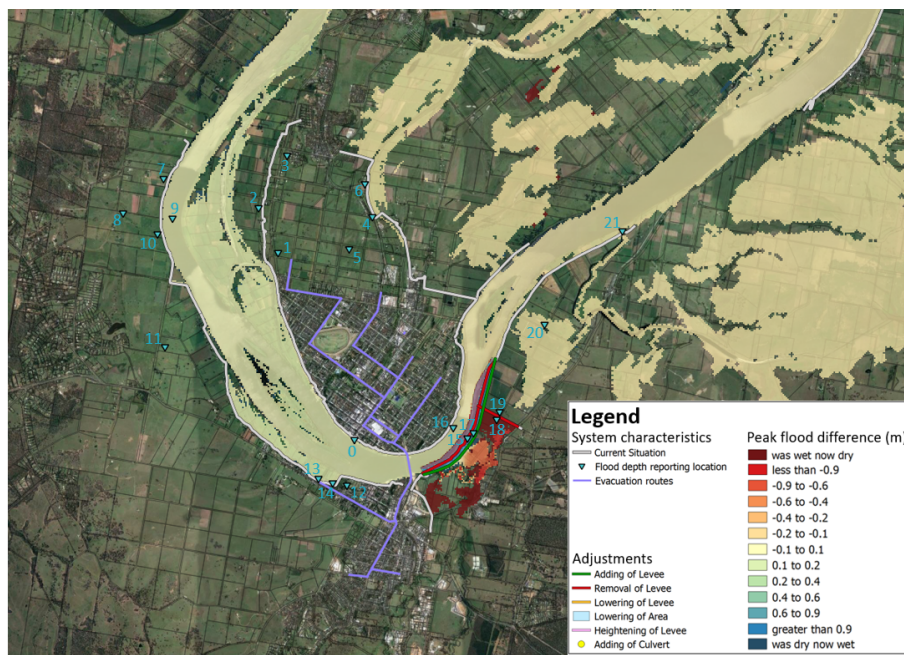 3
7
6
2
8
9
4
21
10
1
5
11
20
19
16
1
18
15
0
13
14
12
Legend
System characteristics
Current Situation
Flood depth reporting location
Evacuation routes
Adjustments
Adding of Levee
Removal of Levee
Lowering of Levee
Lowering of Area
Heightening of Levee
Adding of Culvert
Peak flood difference (m)
was wet now dry
less than -0.9
-0.9 to -0.6
-0.6 to -0.4
-0.4 to -0.2
-0.2 to -0.1
-0.1 to 0.1
0.1 to 0.2
0.2 to 0.4
0.4 to 0.6
0.6 to 0.9
greater than 0.9
was dry now wet